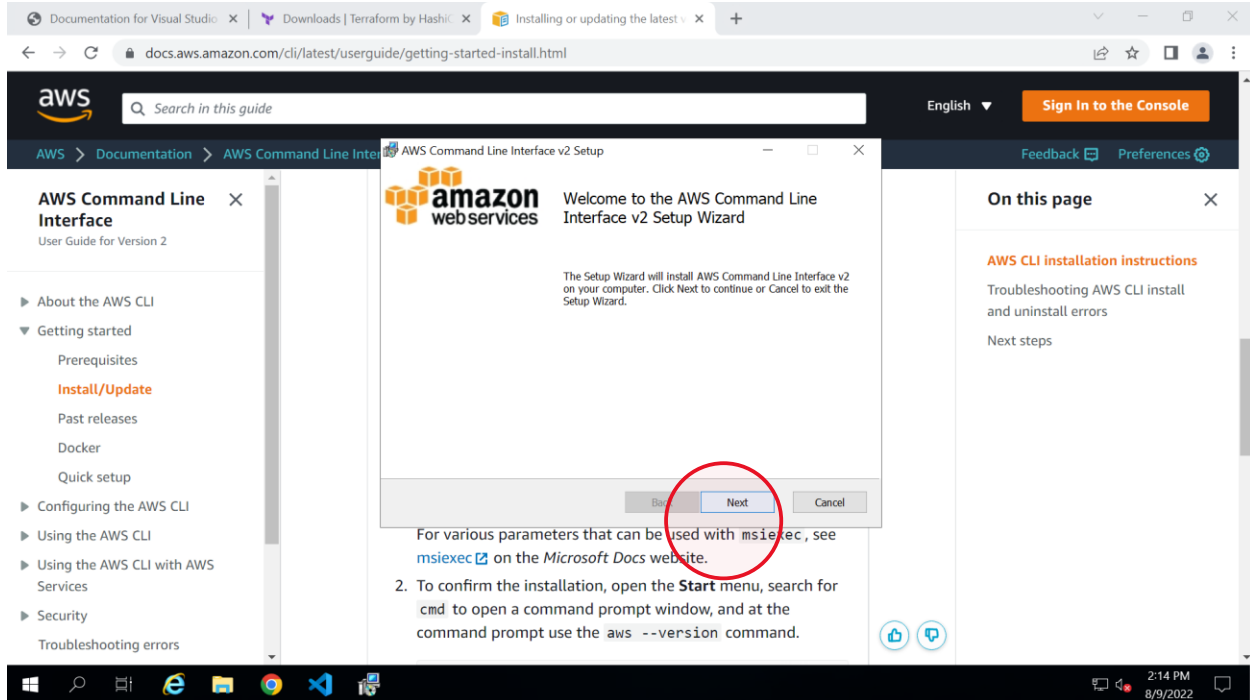 Documentation for Visual Studio
Downloads | Terraform by HashiC
Installing or updating the latest v
docs.aws.amazon.com/cli/latest/userguide/getting-started-install.html
aws
Search in this guide
English
Sign In to the Console
AWS > Documentation > AWS Command Line Inter
Feedback
Preferences
AWS Command Line
Interface
User Guide for Version 2
About the AWS CLI
Getting started
Prerequisites
Install/Update
Past releases
Docker
Quick setup
Configuring the AWS CLI
Using the AWS CLI
Using the AWS CLI with AWS
Services
Security
Troubleshooting errors
AWS Command Line Interface v2 Setup
amazon
web services
Welcome to the AWS Command Line
Interface v2 Setup Wizard
The Setup Wizard will install AWS Command Line Interface v2
on your computer. Click Next to continue or Cancel to exit the
Setup Wizard.
Back
Next
Cancel
For various parameters that can be used with msiexec, see
msiexec on the Microsoft Docs website.
2. To confirm the installation, open the Start menu, search for
cmd to open a command prompt window, and at the
command prompt use the aws --version command.
On this page
AWS CLI installation instructions
Troubleshooting AWS CLI install
and uninstall errors
Next steps
2:14 PM
8/9/2022